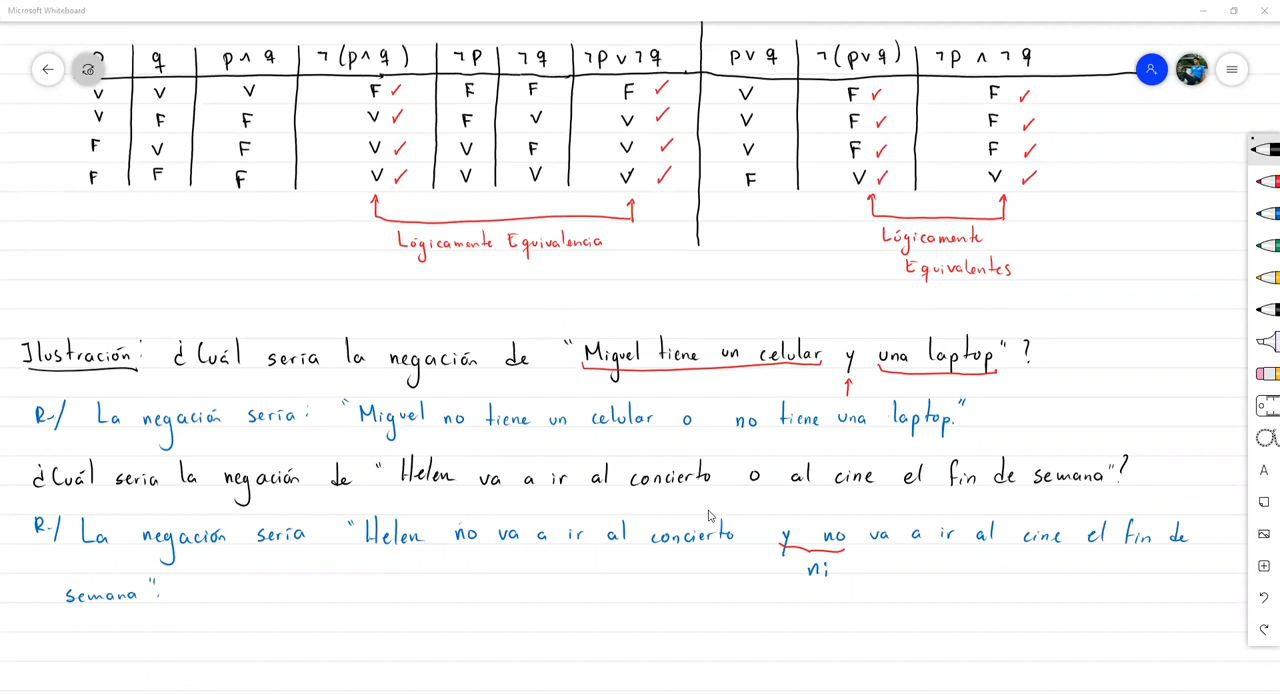 Microsoft Whiteboard
q p ∧ q ¬(p ∧ q) ¬p ¬q ¬p ∨ ¬q p ∨ q ¬(p ∨ q) ¬p ∧ ¬q
V V V F ✓ F F F ✓ V F ✓ F ✓
V F F V ✓ F V V ✓ V F ✓ F ✓
F V F V ✓ V F V ✓ V F ✓ F ✓
F F F V ✓ V V V ✓ F V ✓ V ✓
Lógicamente Equivalencia
Lógicamente
Equivalentes
Ilustración: ¿Cuál sería la negación de "Miguel tiene un celular y una laptop"?
R-/ La negación sería: "Miguel no tiene un celular o no tiene una laptop."
¿Cuál sería la negación de "Helen va a ir al concierto o al cine el fin de semana"?
R-/ La negación sería "Helen no va a ir al concierto y no va a ir al cine el fin de
ni
semana".
A